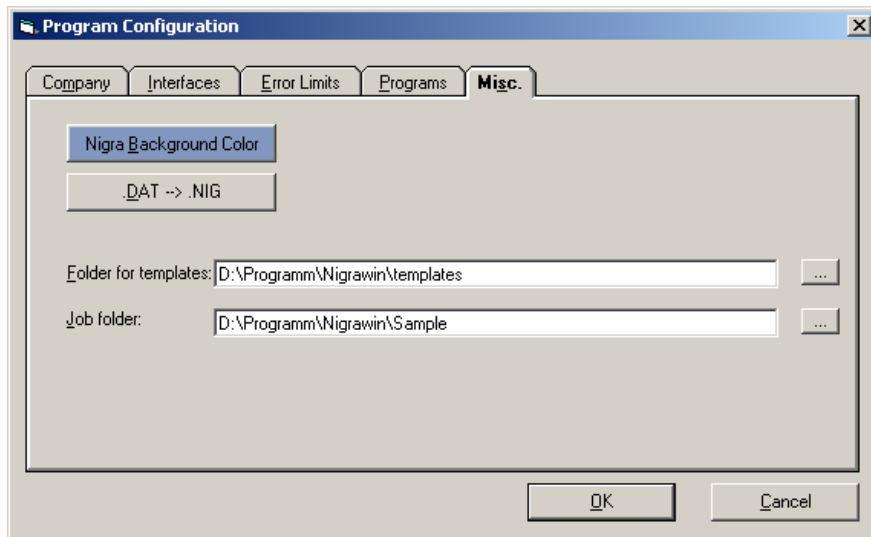 Program Configuration
Company Interfaces Error Limits Programs Misc.
Nigra Background Color
.DAT --> .NIG
Folder for templates: D:\Programm\Nigrawin\templates ...
Job folder: D:\Programm\Nigrawin\Sample ...
OK Cancel